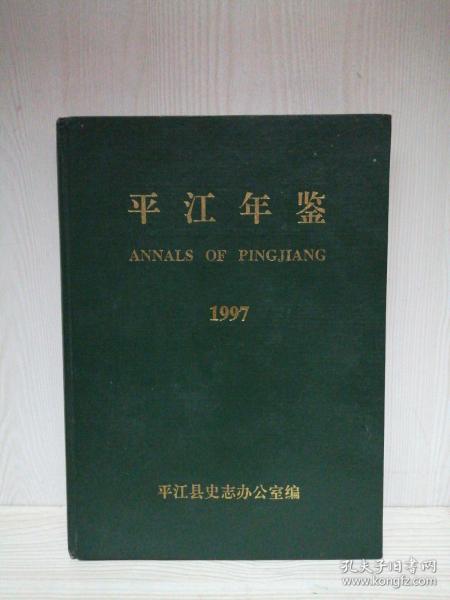 平江年鉴
ANNALS OF PINGJIANG
1997
平江县史志办公室编
孔夫子旧书网
www.kongfz.com